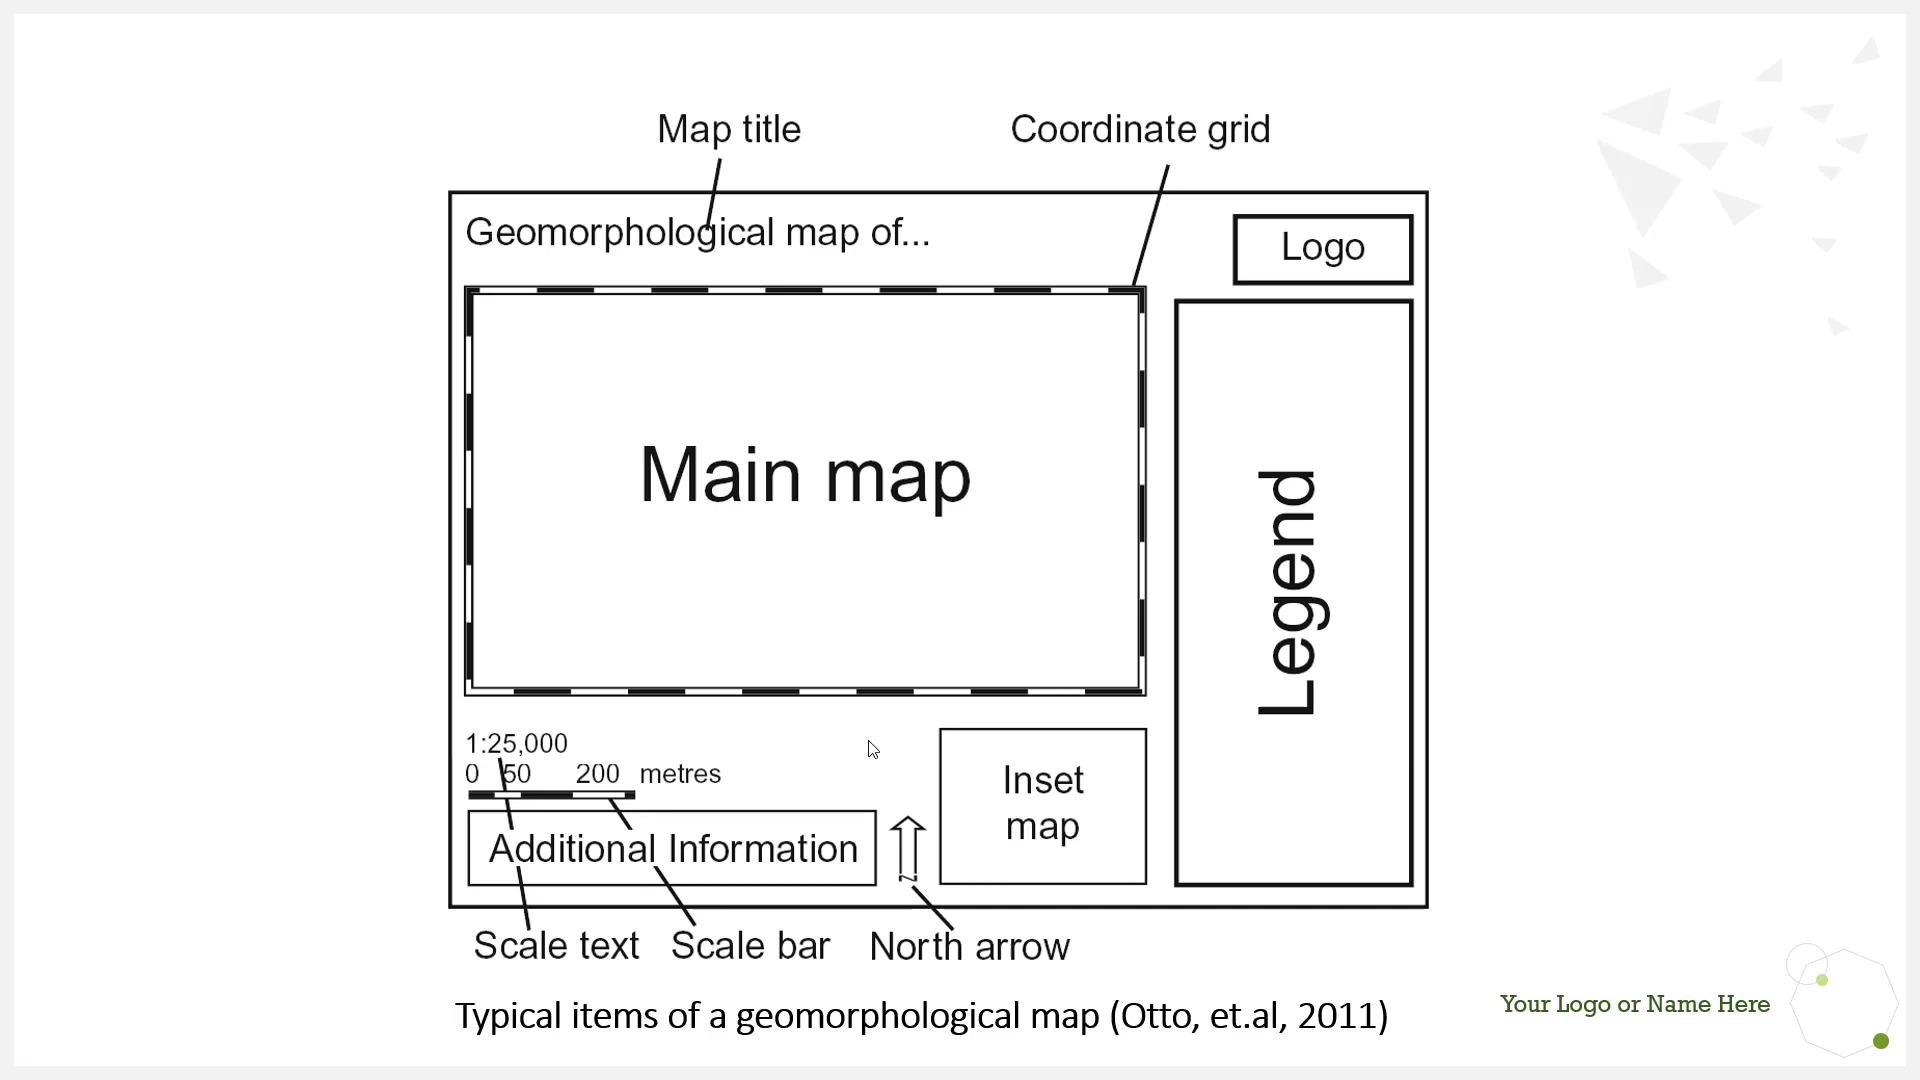 Map title
Coordinate grid
Geomorphological map of...
Logo
Main map
Legend
1:25,000
0 50 200 metres
Inset
map
Additional Information
N
Scale text
Scale bar
North arrow
Typical items of a geomorphological map (Otto, et.al, 2011)
Your Logo or Name Here